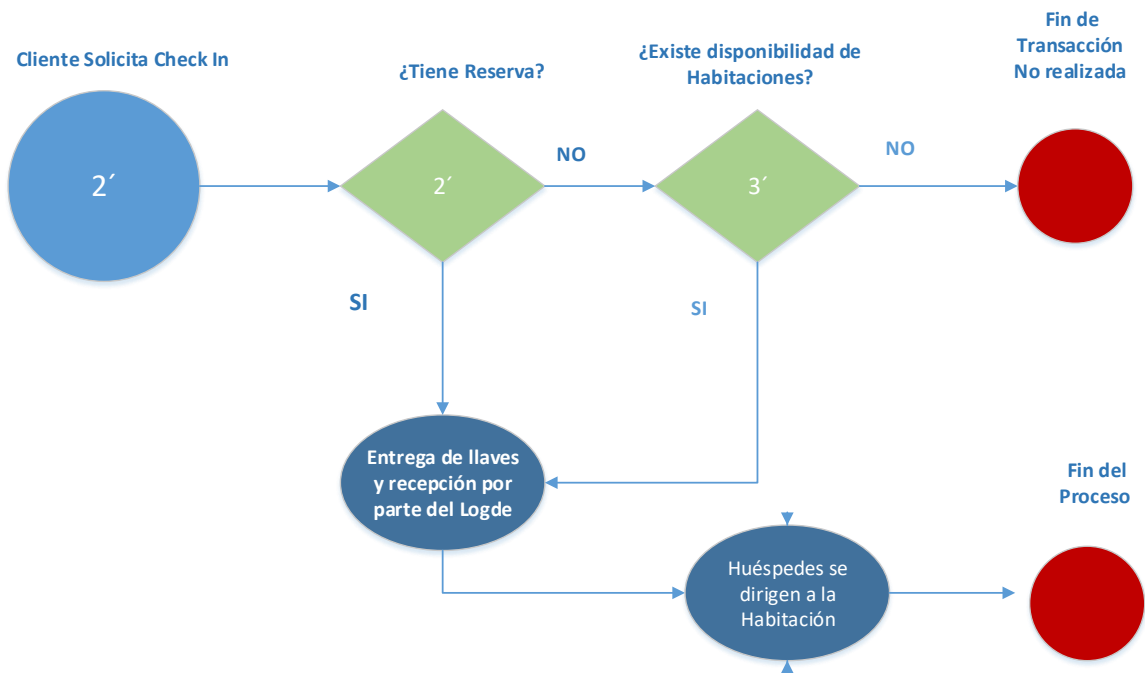 Cliente Solicita Check In
¿Tiene Reserva?
¿Existe disponibilidad de
Habitaciones?
Fin de
Transacción
No realizada
2´
2´
NO
3´
NO
SI
SI
Entrega de llaves
y recepción por
parte del Logde
Fin del
Proceso
Huéspedes se
dirigen a la
Habitación